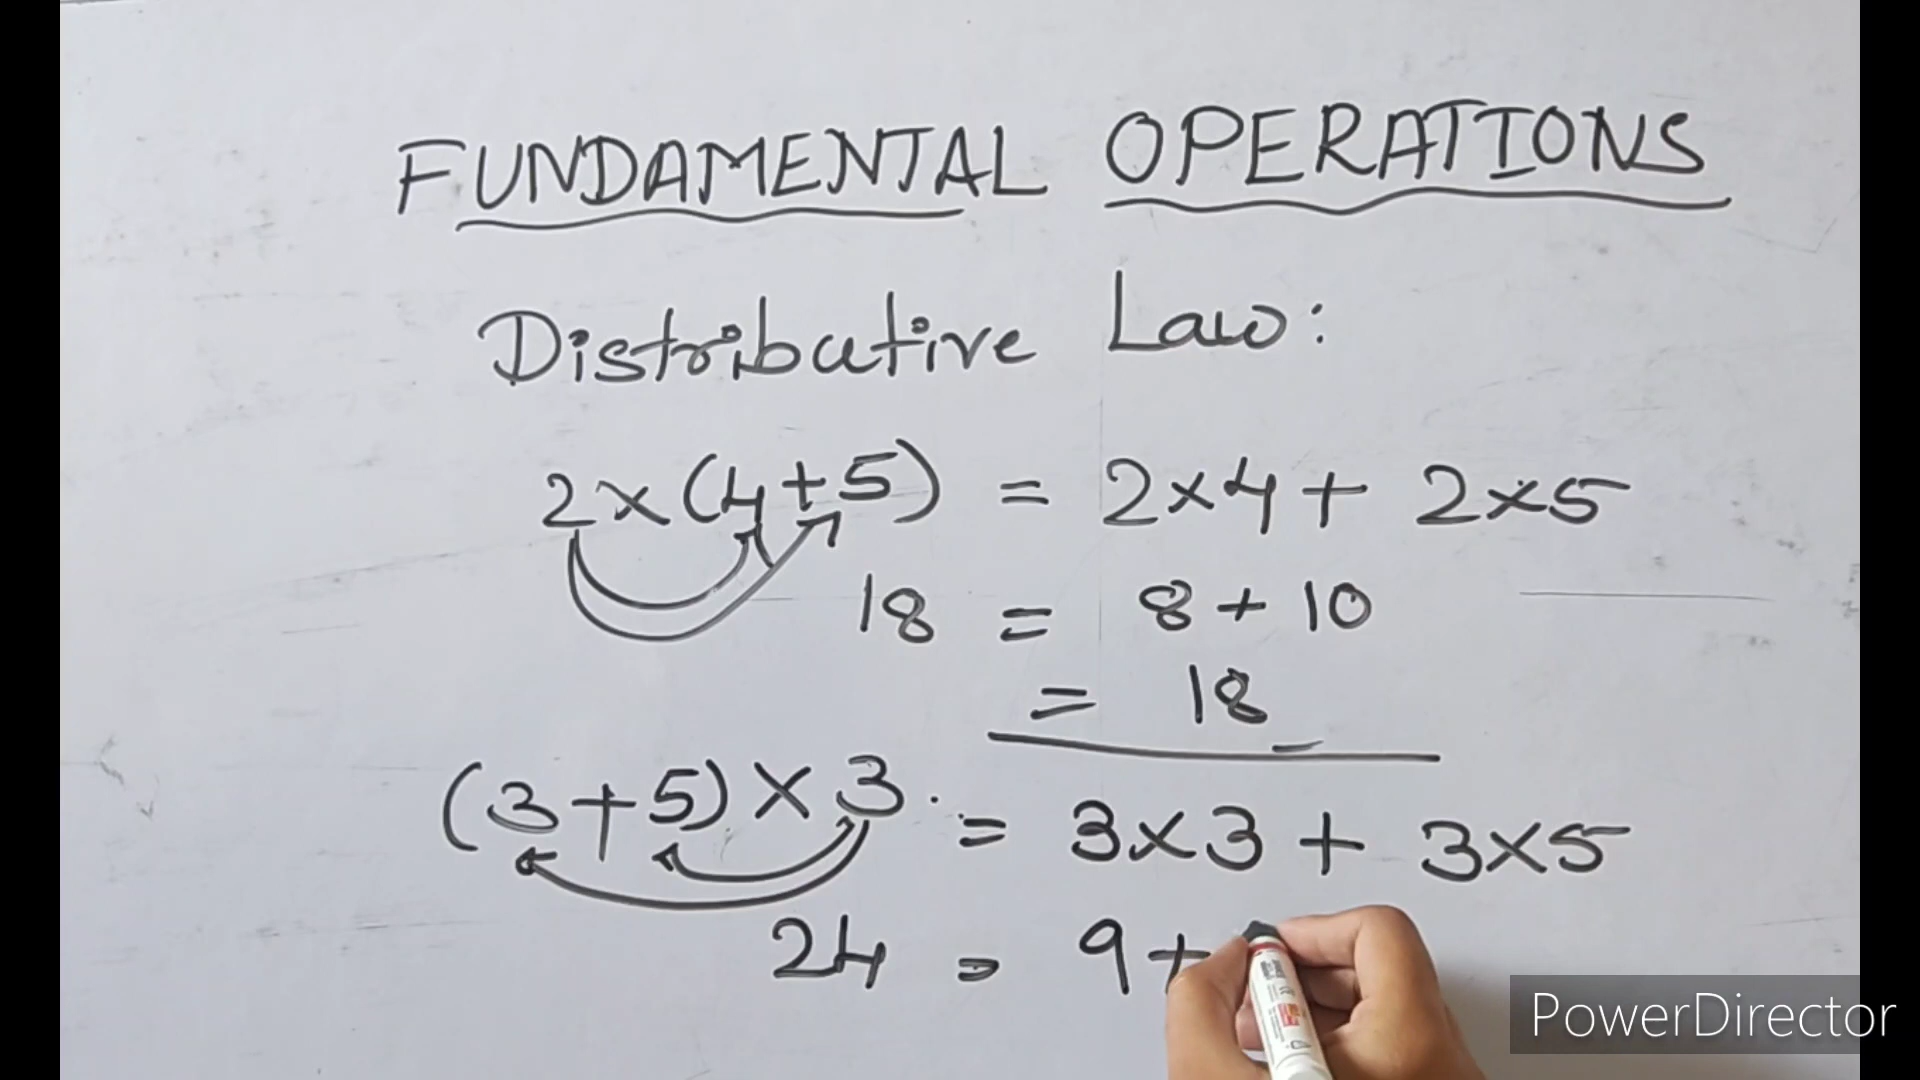 FUNDAMENTAL OPERATIONS
Distributive Law:
2×(4+5) = 2×4 + 2×5
18 = 8 + 10
= 18
(3+5)×3 = 3×3 + 3×5
24 = 9+
PowerDirector